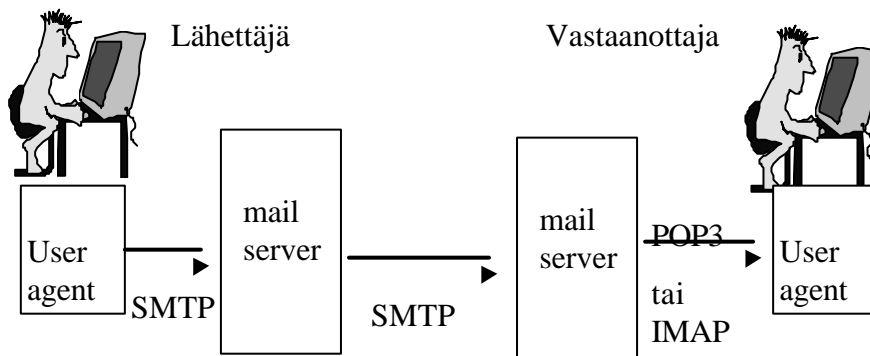 Lähettäjä
Vastaanottaja
User
agent
SMTP
mail
server
SMTP
mail
server
POP3
tai
IMAP
User
agent